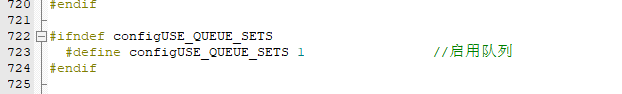 720 #endif
721
722 #ifndef configUSE_QUEUE_SETS
723 #define configUSE_QUEUE_SETS 1 //启用队列
724 #endif
725